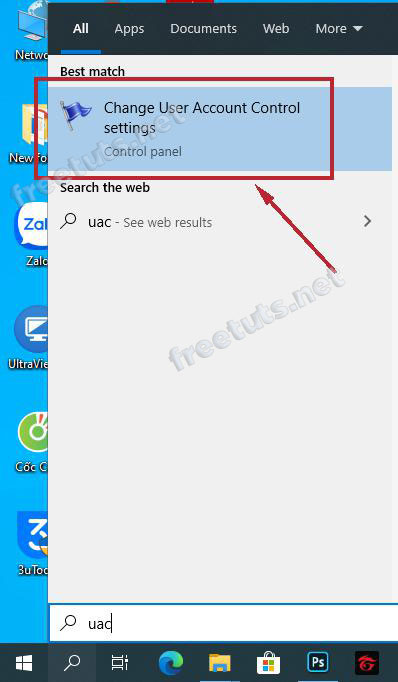 All Apps Documents Web More
Netwo
Best match
Change User Account Control
settings
Control panel
New fo
freetuts.net
Search the web
uac - See web results
Zalo
Zalo
freetuts.net
UltraVie
Cốc C
3uToo
uac
Ps